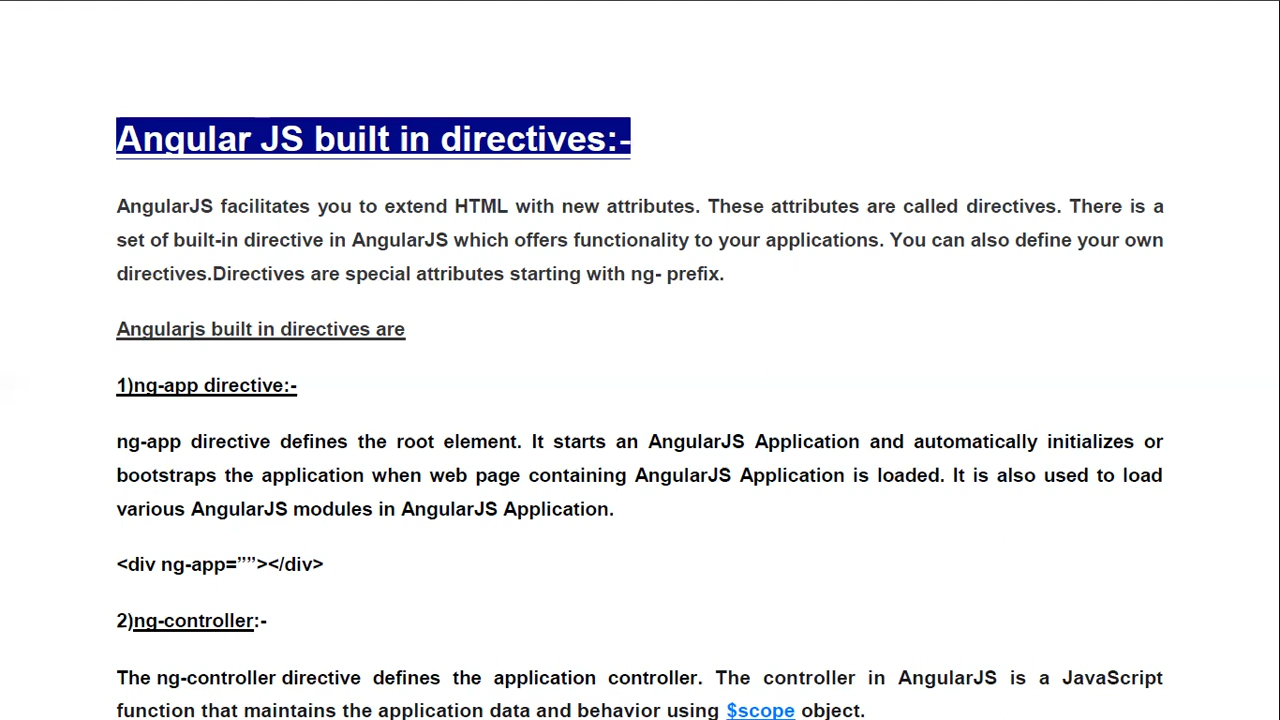 Angular JS built in directives:-
AngularJS facilitates you to extend HTML with new attributes. These attributes are called directives. There is a
set of built-in directive in AngularJS which offers functionality to your applications. You can also define your own
directives.Directives are special attributes starting with ng- prefix.
Angularjs built in directives are
1)ng-app directive:-
ng-app directive defines the root element. It starts an AngularJS Application and automatically initializes or
bootstraps the application when web page containing AngularJS Application is loaded. It is also used to load
various AngularJS modules in AngularJS Application.
<div ng-app=””></div>
2)ng-controller:-
The ng-controller directive defines the application controller. The controller in AngularJS is a JavaScript
function that maintains the application data and behavior using $scope object.